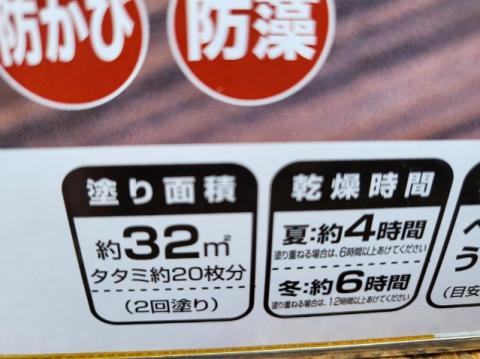 防かび
防藻
塗り面積
約32㎡
タタミ約20枚分
(2回塗り)
乾燥時間
夏:約4時間
塗り重ねる場合は、6時間以上あけてください
冬:約6時間
塗り重ねる場合は、12時間以上あけてください
(目安